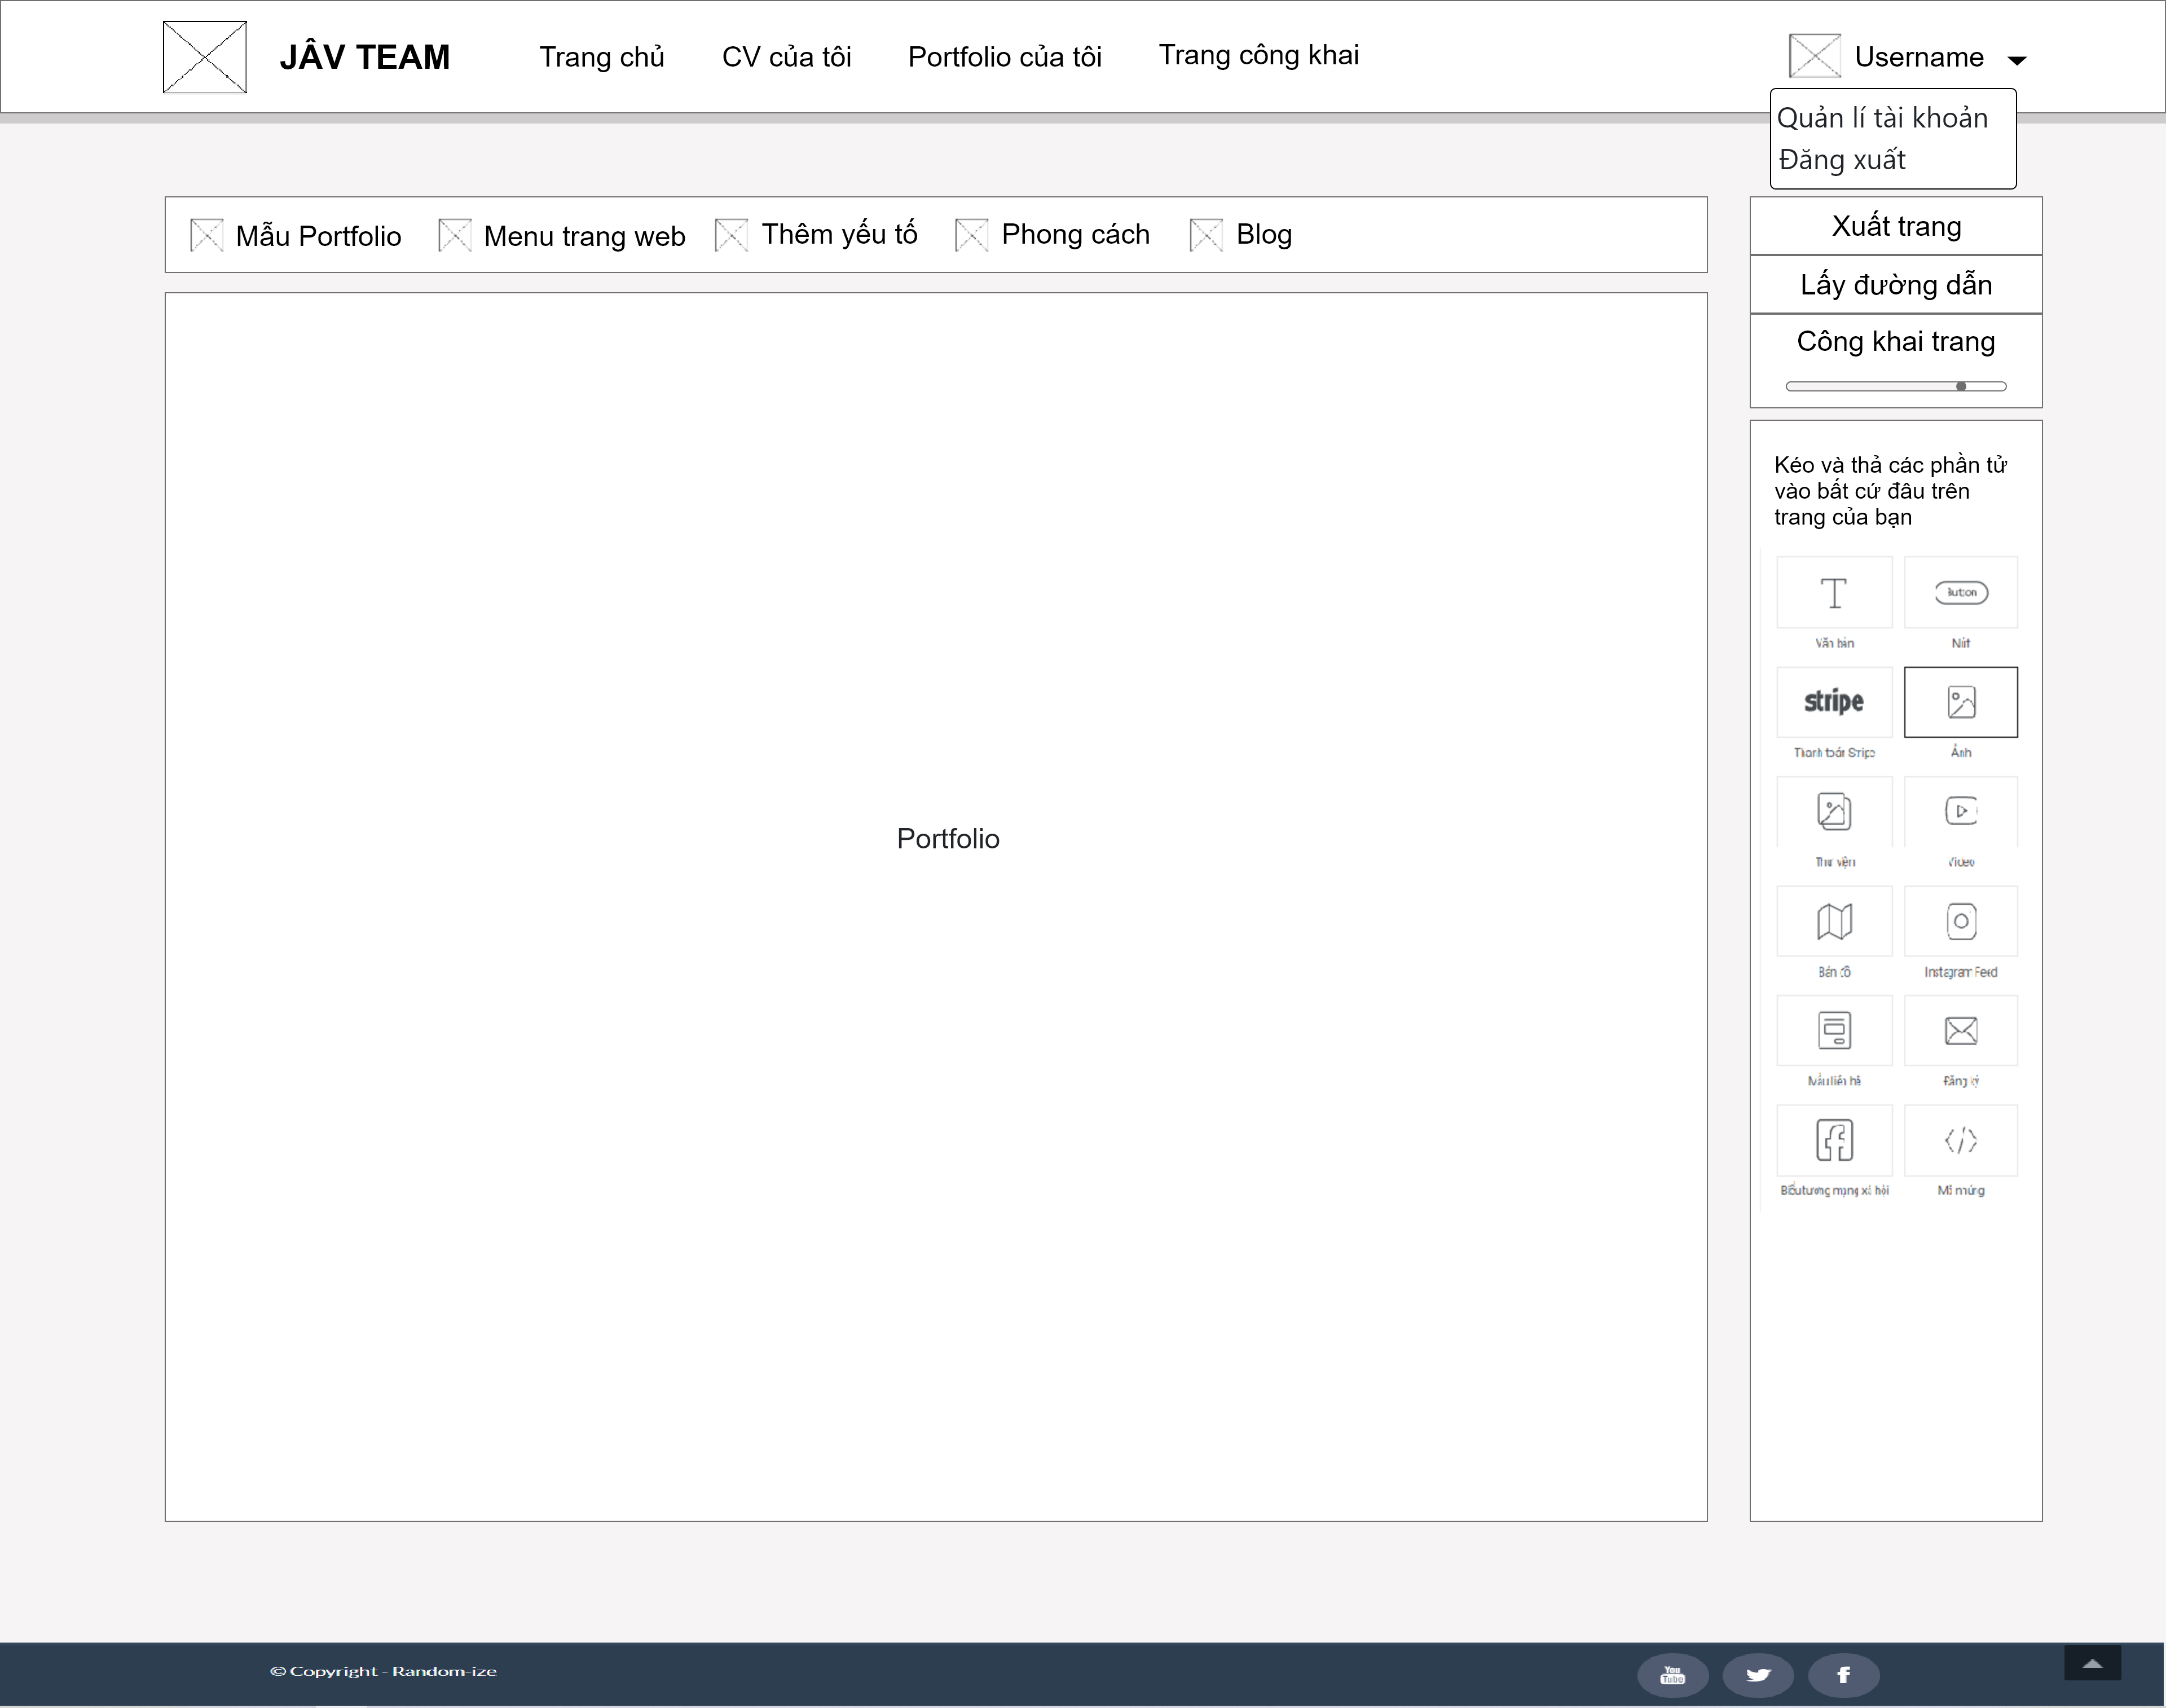 JÂV TEAM
Trang chủ
CV của tôi
Portfolio của tôi
Trang công khai
Username
Quản lí tài khoản
Đăng xuất
Mẫu Portfolio
Menu trang web
Thêm yếu tố
Phong cách
Blog
Xuất trang
Lấy đường dẫn
Công khai trang
Kéo và thả các phần tử
vào bất cứ đâu trên
trang của bạn
Button
Văn bản
Nút
stripe
Thanh toán Stripe
Ảnh
Thư viện
Video
Bản đồ
Instagram Feed
Mẫu liên hệ
Đăng ký
Biểu tượng mạng xã hội
Mã nhúng
Portfolio
© Copyright - Random-ize
You
Tube